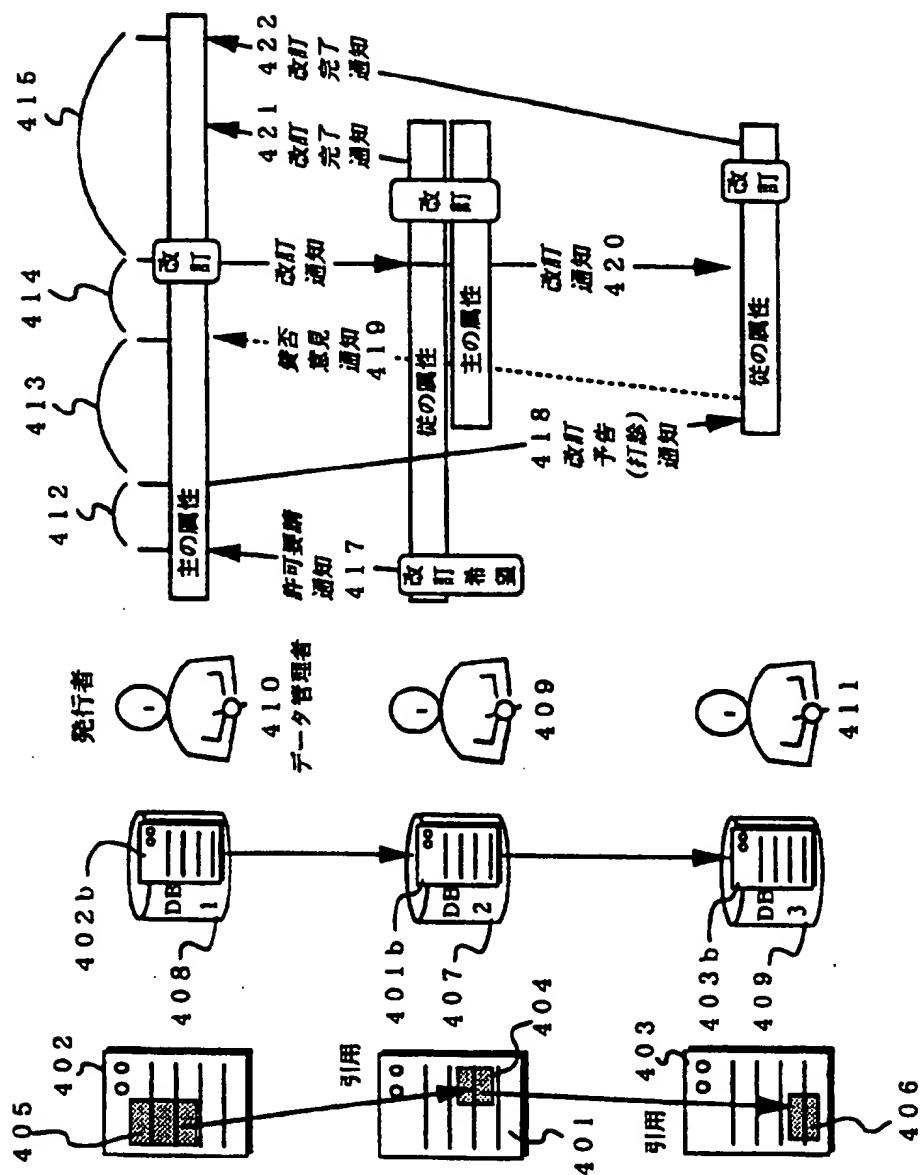 405
402
○○
402b
408
○○
DB
1
発行者
410
データ管理者
主の属性
412
413
414
415
許可要請
通知
417
賛否
意見
通知
419
改訂
改訂
通知
421
改訂
完了
通知
422
改訂
完了
通知
引用
○○
401
404
401b
407
○○
DB
2
409
改訂
希望
従の属性
主の属性
改訂
418
改訂
予告
(打診)
通知
改訂
通知
420
引用
403
○○
406
403b
409
○○
DB
3
411
従の属性
改訂